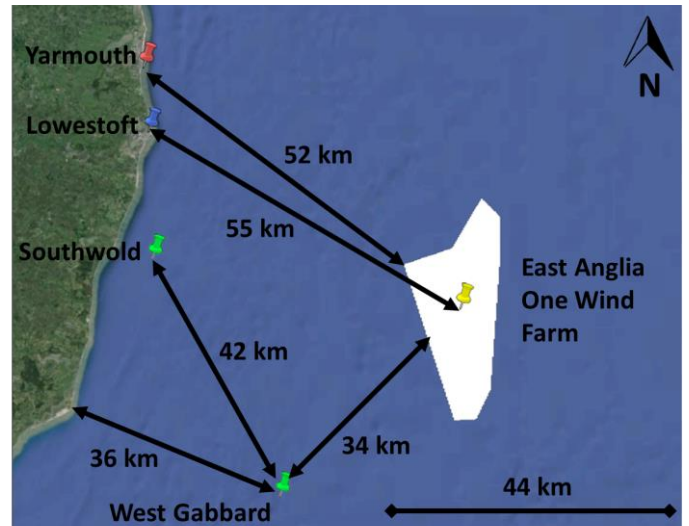 Yarmouth
N
Lowestoft
52 km
55 km
Southwold
East Anglia
One Wind
Farm
42 km
34 km
36 km
44 km
West Gabbard